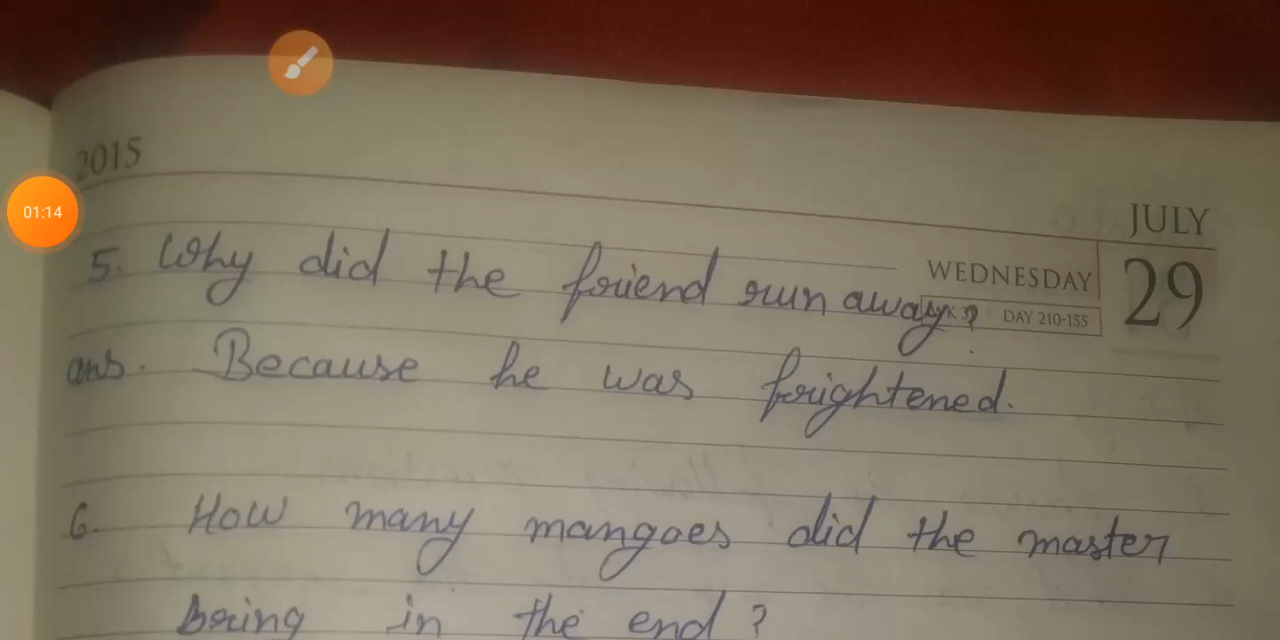 2015
01:14
JULY
WEDNESDAY
29
DAY 210-155
5. Why did the friend run away?
ans. Because he was frightened.
6. How many mangoes did the master
bring in the end ?